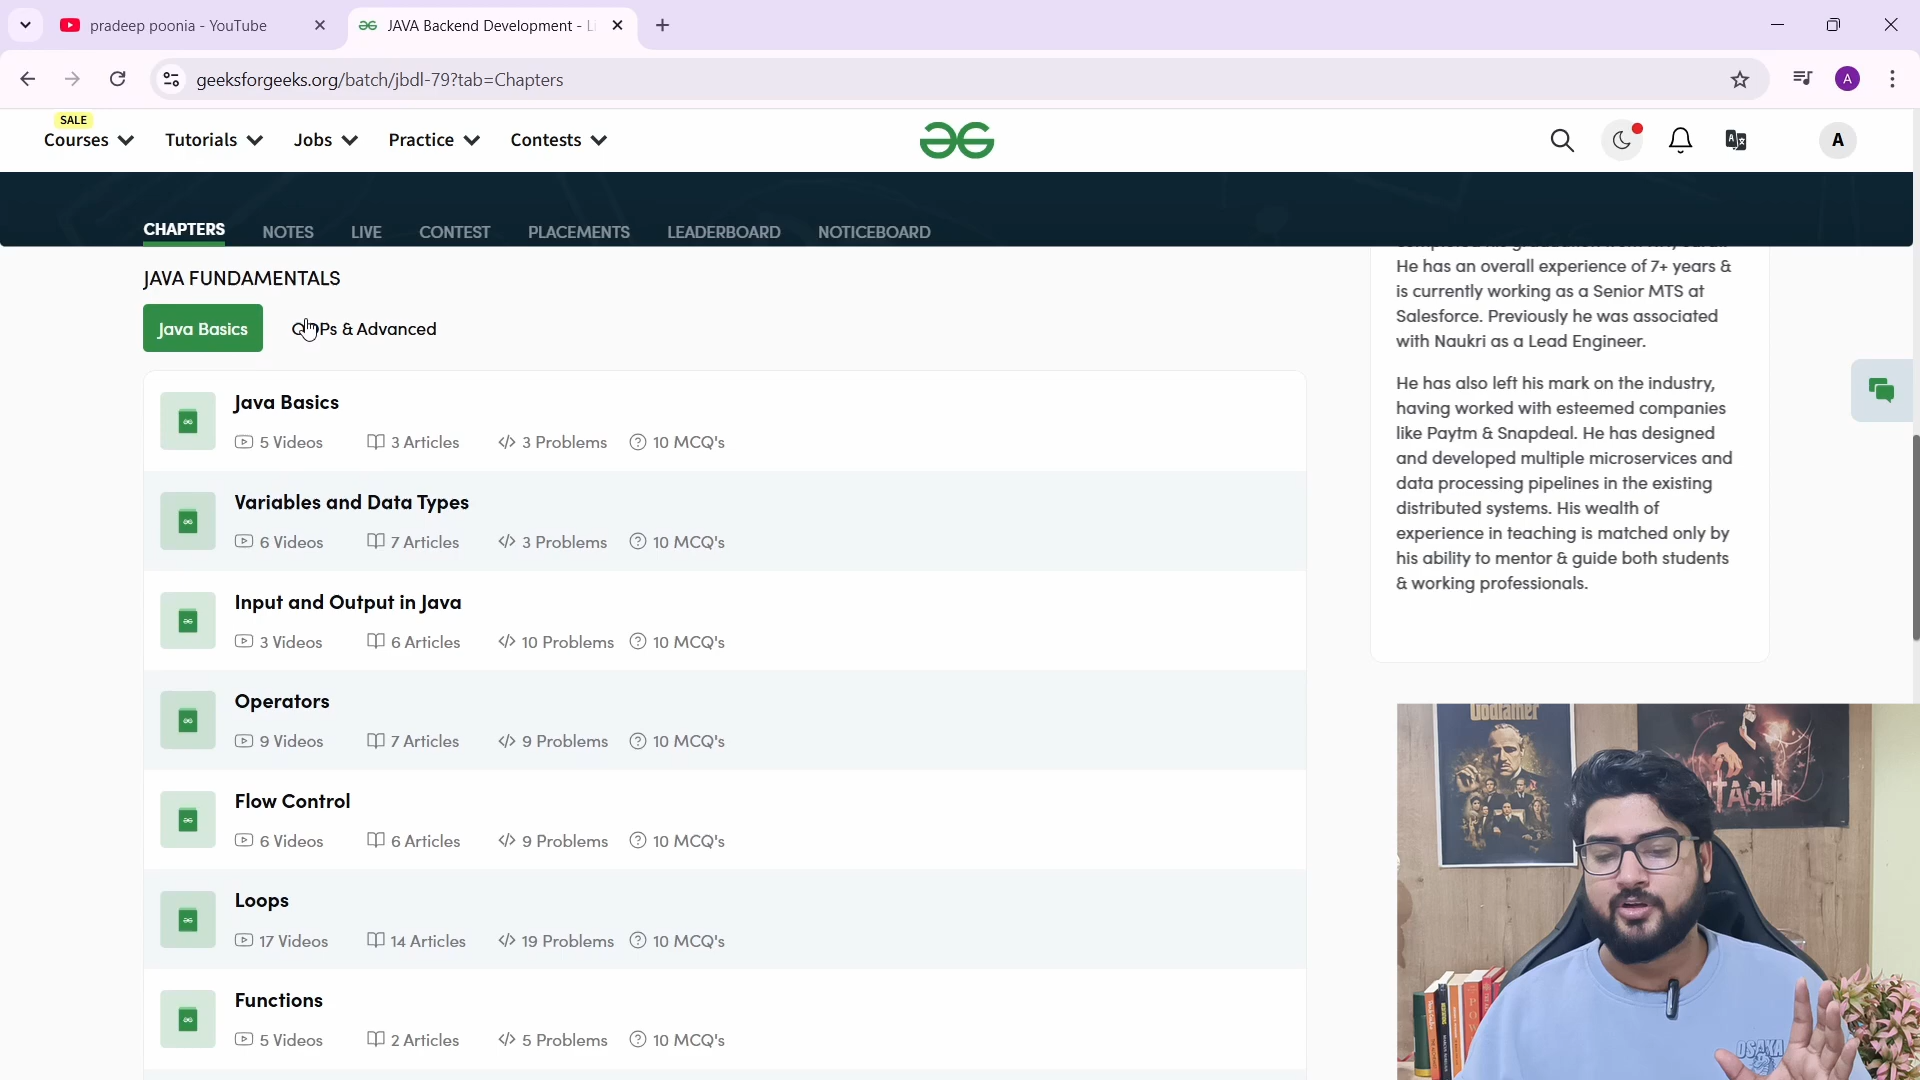 pradeep poonia - YouTube
JAVA Backend Development - Li
geeksforgeeks.org/batch/jbdl-79?tab=Chapters
A
SALE
Courses
Tutorials
Jobs
Practice
Contests
A
CHAPTERS
NOTES
LIVE
CONTEST
PLACEMENTS
LEADERBOARD
NOTICEBOARD
JAVA FUNDAMENTALS
Java Basics
OOPs & Advanced
Java Basics
5 Videos
3 Articles
3 Problems
10 MCQ's
Variables and Data Types
6 Videos
7 Articles
3 Problems
10 MCQ's
Input and Output in Java
3 Videos
6 Articles
10 Problems
10 MCQ's
Operators
9 Videos
7 Articles
9 Problems
10 MCQ's
Flow Control
6 Videos
6 Articles
9 Problems
10 MCQ's
Loops
17 Videos
14 Articles
19 Problems
10 MCQ's
Functions
5 Videos
2 Articles
5 Problems
10 MCQ's
He has an overall experience of 7+ years &
is currently working as a Senior MTS at
Salesforce. Previously he was associated
with Naukri as a Lead Engineer.
He has also left his mark on the industry,
having worked with esteemed companies
like Paytm & Snapdeal. He has designed
and developed multiple microservices and
data processing pipelines in the existing
distributed systems. His wealth of
experience in teaching is matched only by
his ability to mentor & guide both students
& working professionals.
Godfather
ITACHI
OSAKA